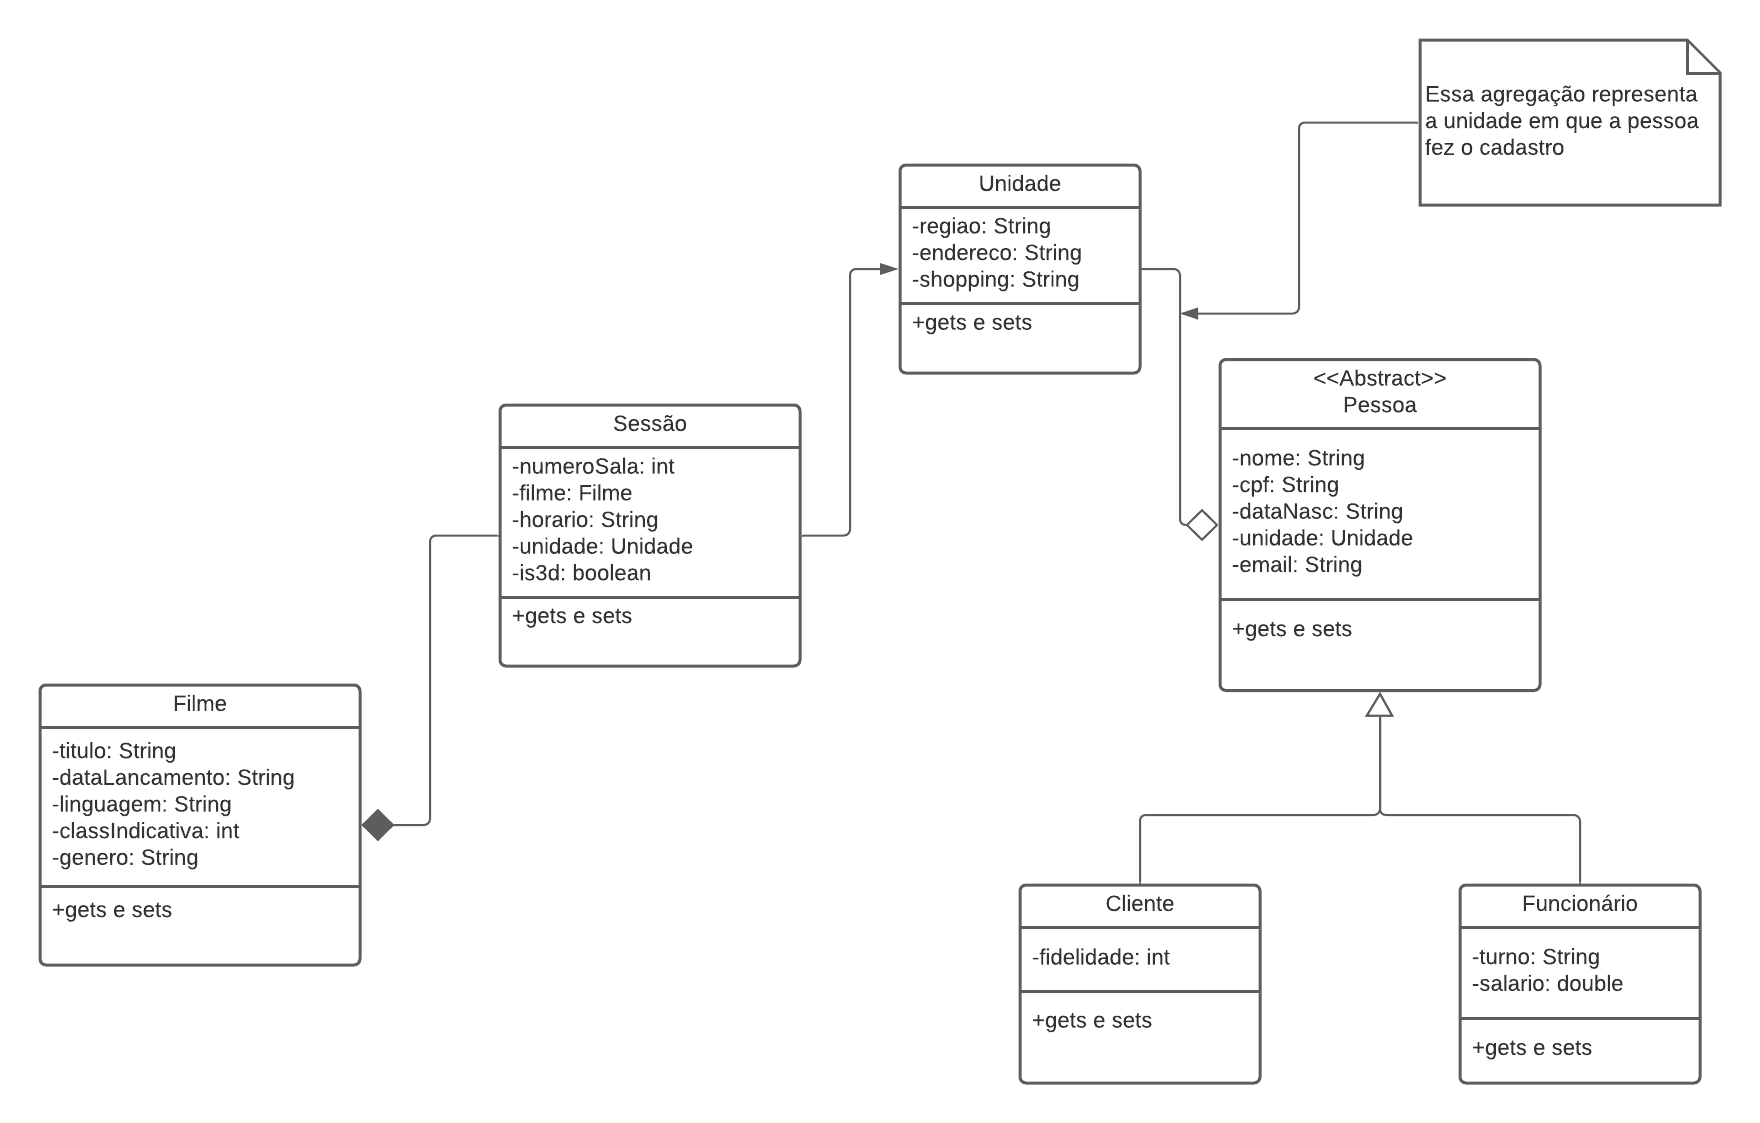 Essa agregação representa
a unidade em que a pessoa
fez o cadastro
Unidade
-regiao: String
-endereco: String
-shopping: String
+gets e sets
<<Abstract>>
Pessoa
-nome: String
-cpf: String
-dataNasc: String
-unidade: Unidade
-email: String
+gets e sets
Sessão
-numeroSala: int
-filme: Filme
-horario: String
-unidade: Unidade
-is3d: boolean
+gets e sets
Filme
-titulo: String
-dataLancamento: String
-linguagem: String
-classIndicativa: int
-genero: String
+gets e sets
Cliente
-fidelidade: int
+gets e sets
Funcionário
-turno: String
-salario: double
+gets e sets